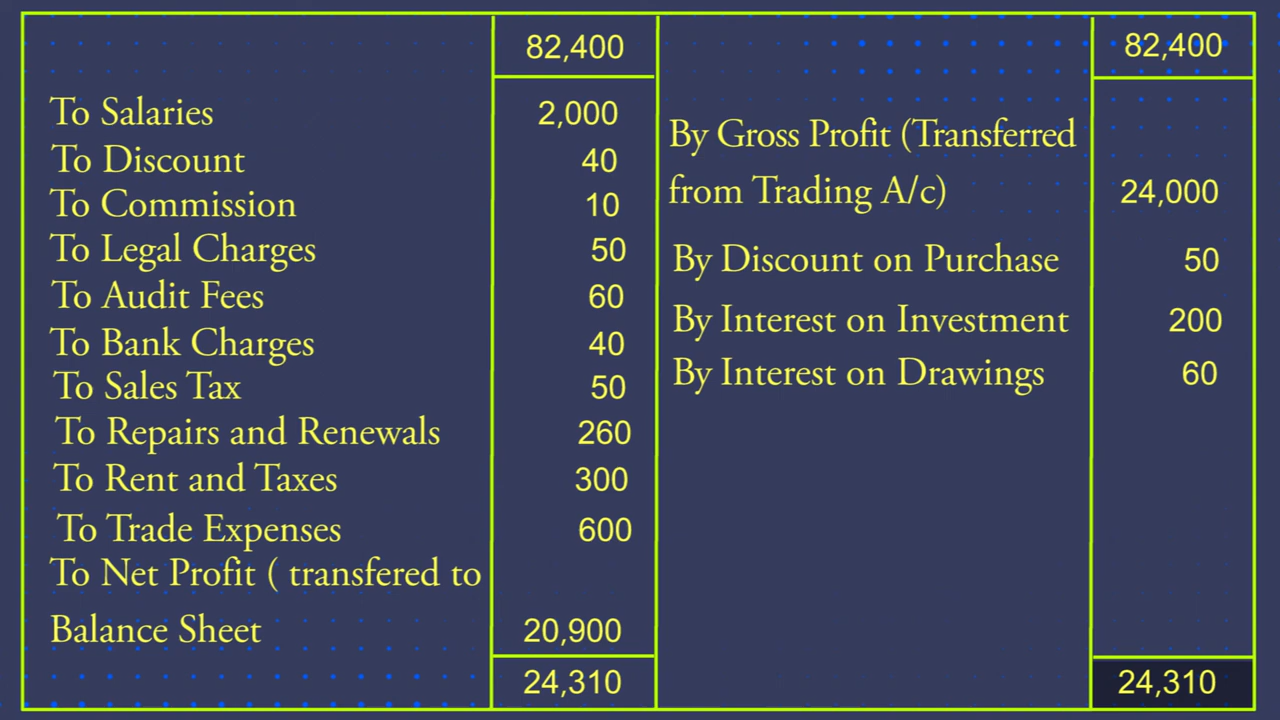 82,400
To Salaries 2,000
To Discount 40
To Commission 10
To Legal Charges 50
To Audit Fees 60
To Bank Charges 40
To Sales Tax 50
To Repairs and Renewals 260
To Rent and Taxes 300
To Trade Expenses 600
To Net Profit ( transfered to
Balance Sheet 20,900
24,310
82,400
By Gross Profit (Transferred
from Trading A/c) 24,000
By Discount on Purchase 50
By Interest on Investment 200
By Interest on Drawings 60
24,310